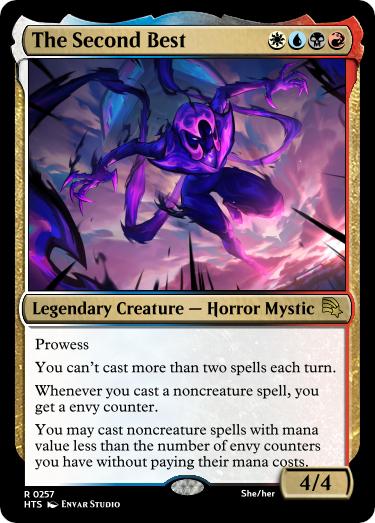 The Second Best
Legendary Creature — Horror Mystic
Prowess
You can't cast more than two spells each turn.
Whenever you cast a noncreature spell, you
get a envy counter.
You may cast noncreature spells with mana
value less than the number of envy counters
you have without paying their mana costs.
4/4
R 0257
She/her
HTS Envar Studio